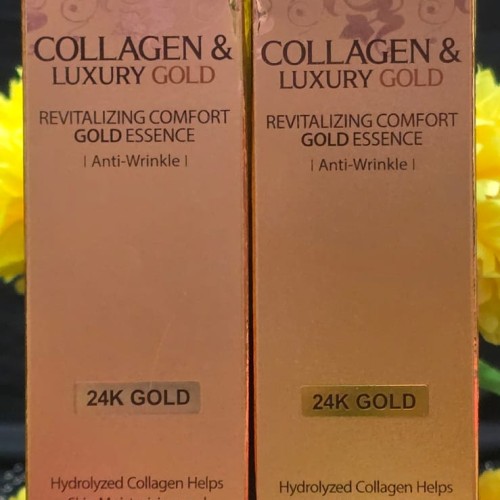 COLLAGEN &
LUXURY GOLD
REVITALIZING COMFORT
GOLD ESSENCE
| Anti-Wrinkle |
24K GOLD
Hydrolyzed Collagen Helps
COLLAGEN &
LUXURY GOLD
REVITALIZING COMFORT
GOLD ESSENCE
| Anti-Wrinkle |
24K GOLD
Hydrolyzed Collagen Helps